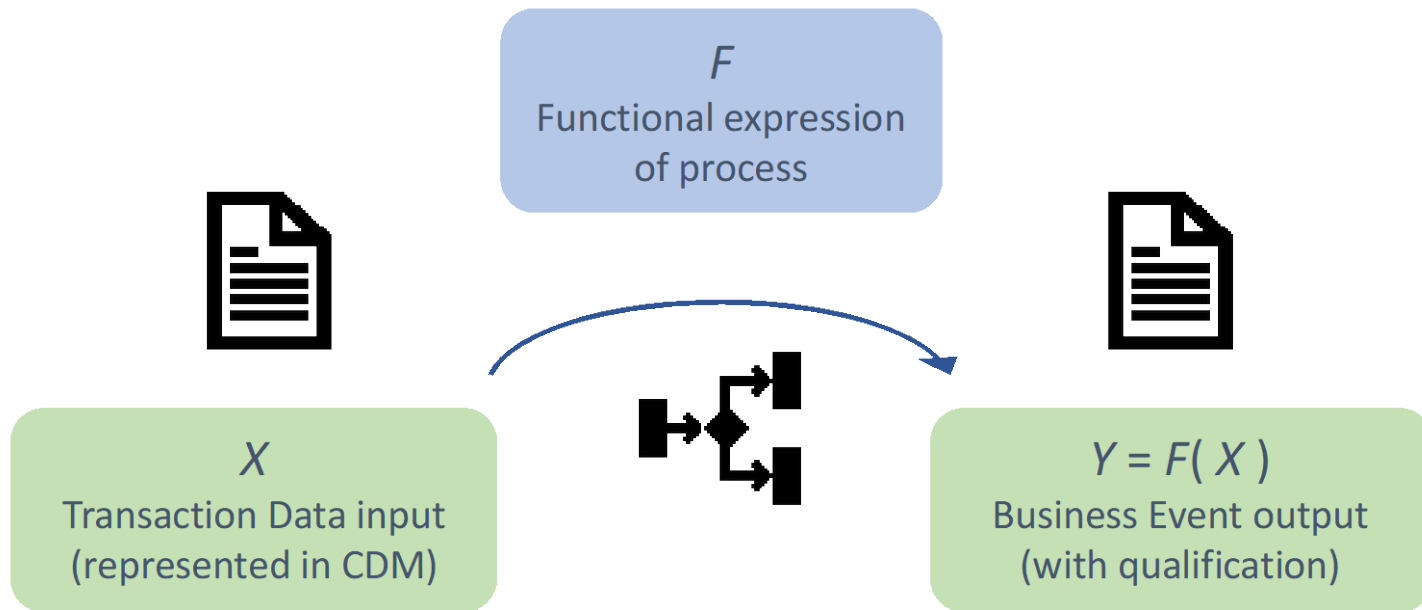 F
Functional expression
of process
X
Transaction Data input
(represented in CDM)
Y = F( X )
Business Event output
(with qualification)